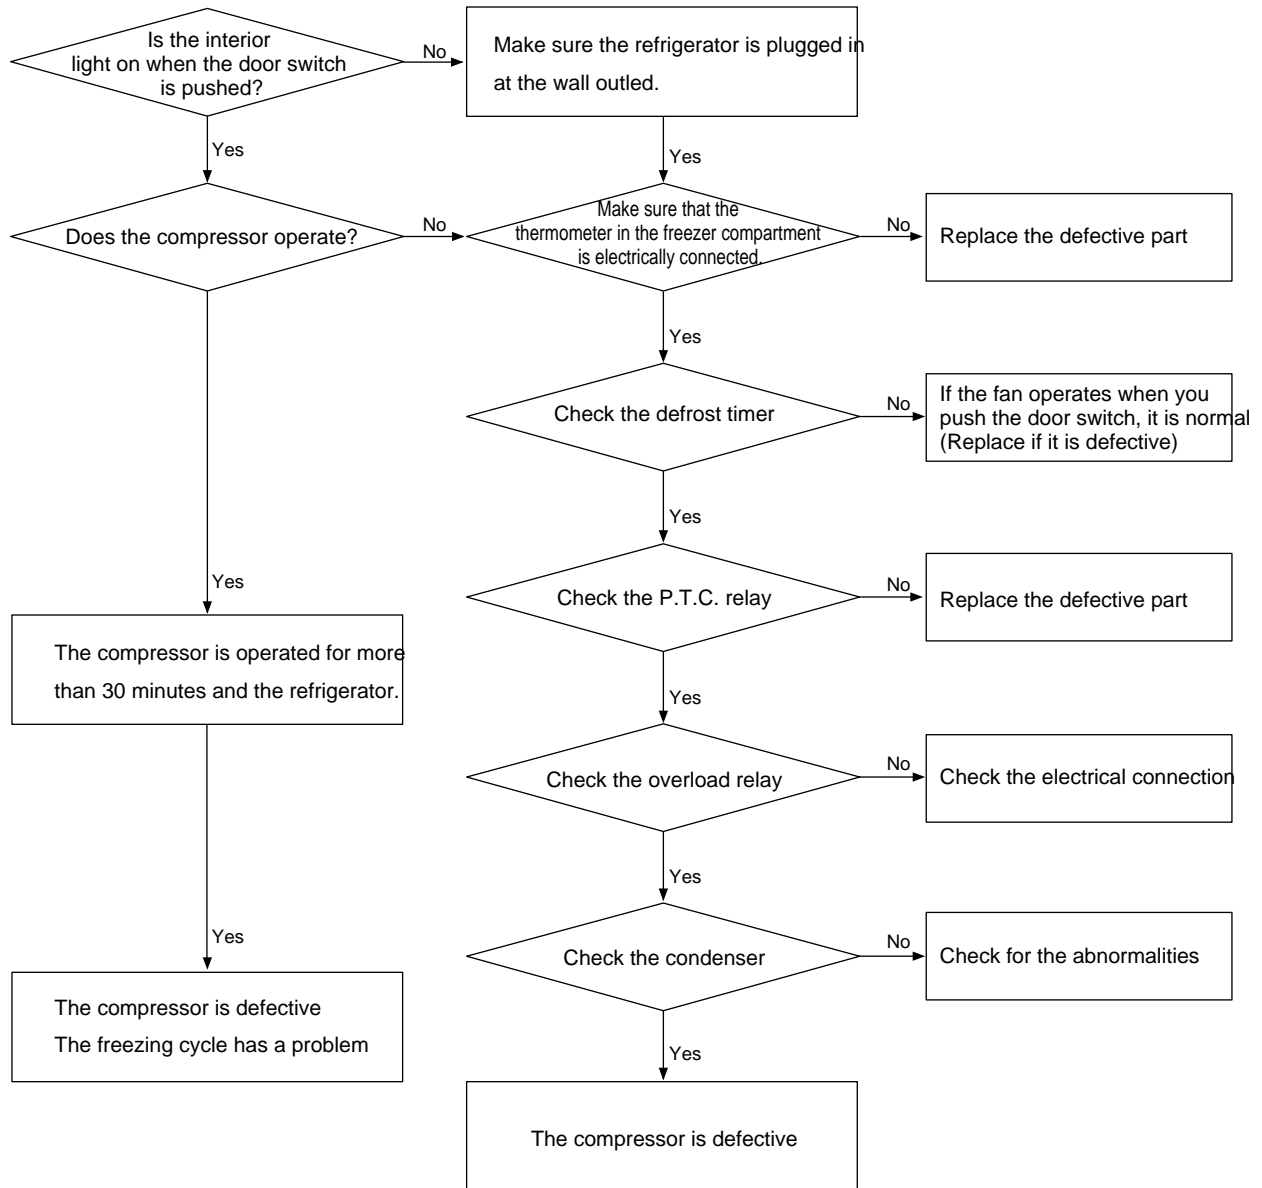 Is the interior
light on when the door switch
is pushed?
No
Make sure the refrigerator is plugged in
at the wall outled.
Yes
Yes
Does the compressor operate?
No
Make sure that the
thermometer in the freezer compartment
is electrically connected.
No
Replace the defective part
Yes
Check the defrost timer
No
If the fan operates when you
push the door switch, it is normal
(Replace if it is defective)
Yes
Yes
Check the P.T.C. relay
No
Replace the defective part
The compressor is operated for more
than 30 minutes and the refrigerator.
Yes
Check the overload relay
No
Check the electrical connection
Yes
Yes
Check the condenser
No
Check for the abnormalities
The compressor is defective
The freezing cycle has a problem
Yes
The compressor is defective